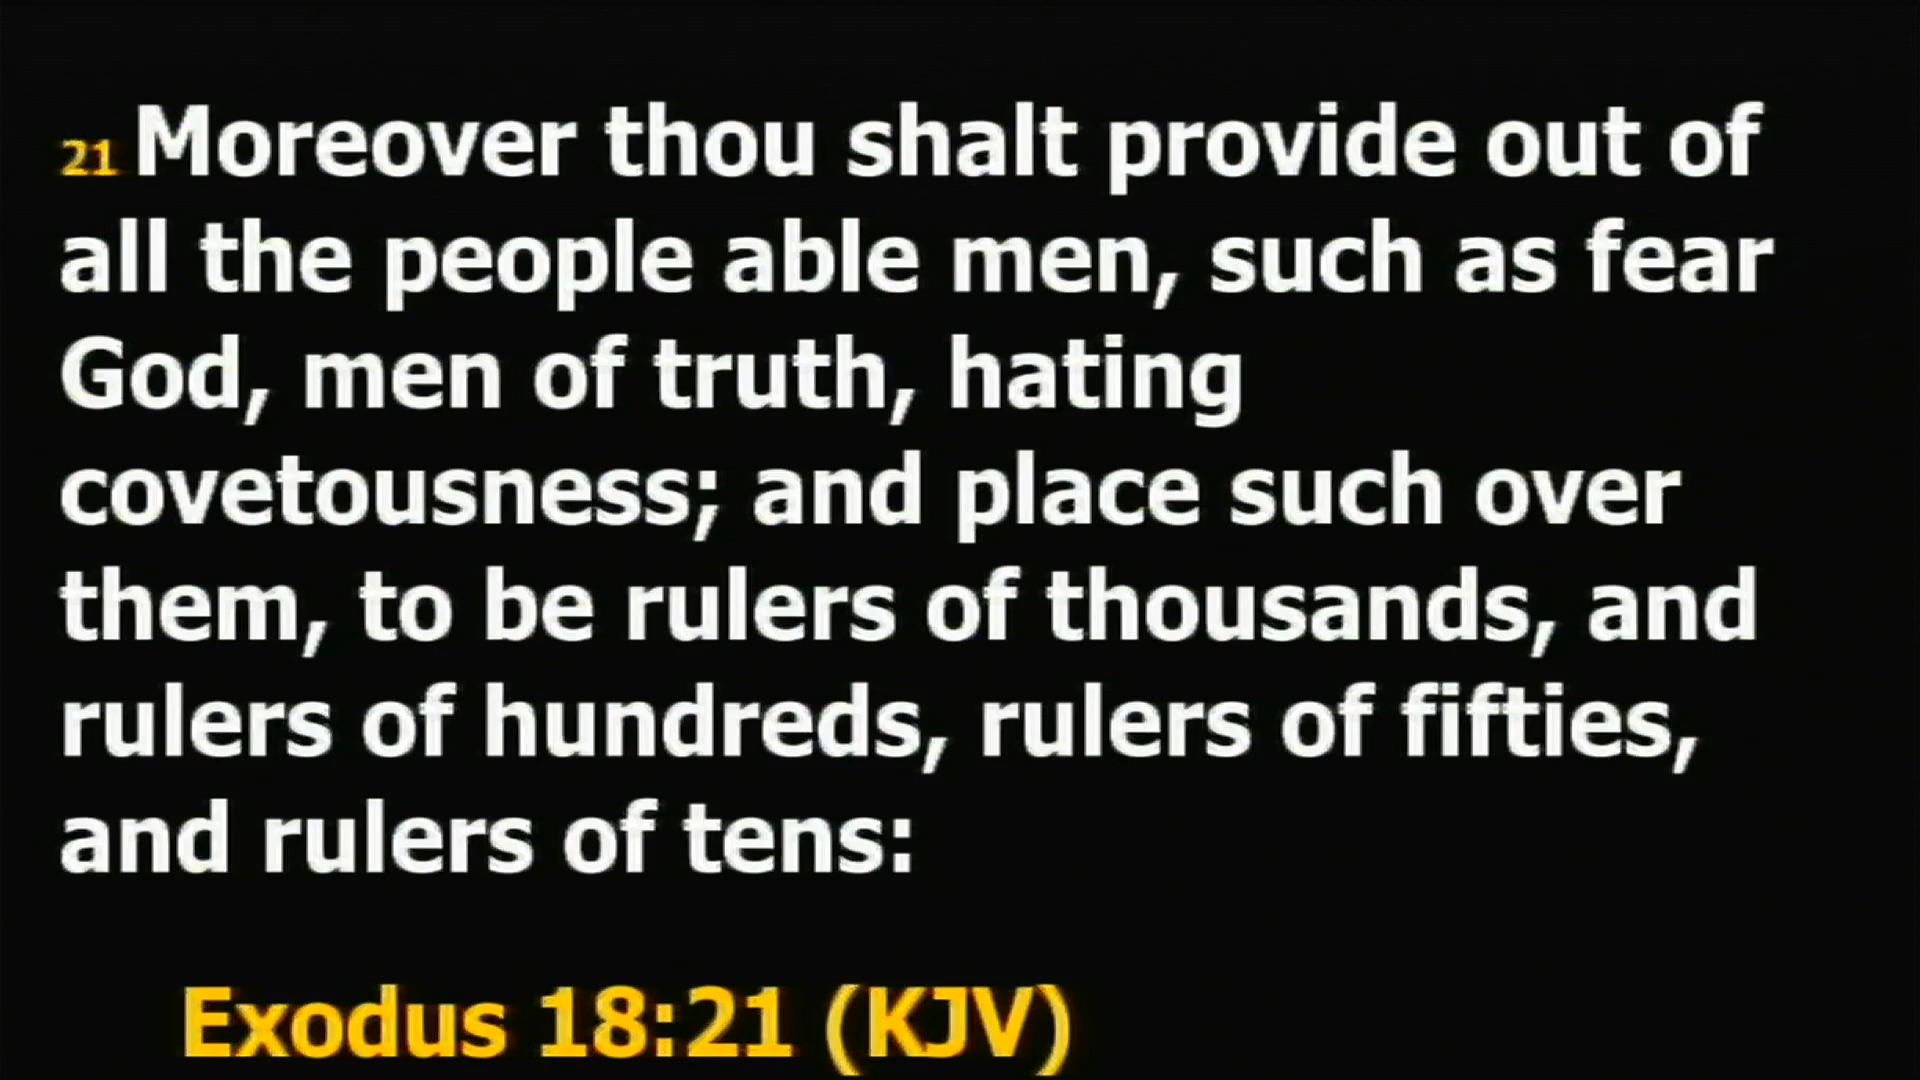 21 Moreover thou shalt provide out of
all the people able men, such as fear
God, men of truth, hating
covetousness; and place such over
them, to be rulers of thousands, and
rulers of hundreds, rulers of fifties,
and rulers of tens:
Exodus 18:21 (KJV)